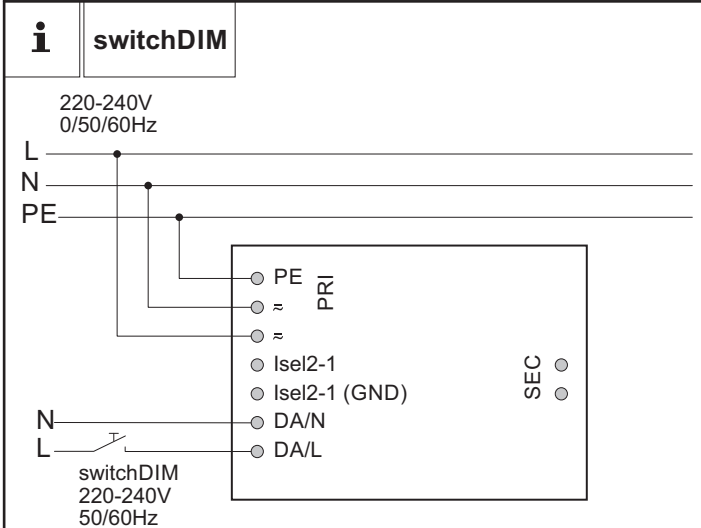 i
switchDIM
220-240V
0/50/60Hz
L
N
PE
PE
PRI
≂
≂
Isel2-1
Isel2-1 (GND)
SEC
N
DA/N
L
DA/L
switchDIM
220-240V
50/60Hz